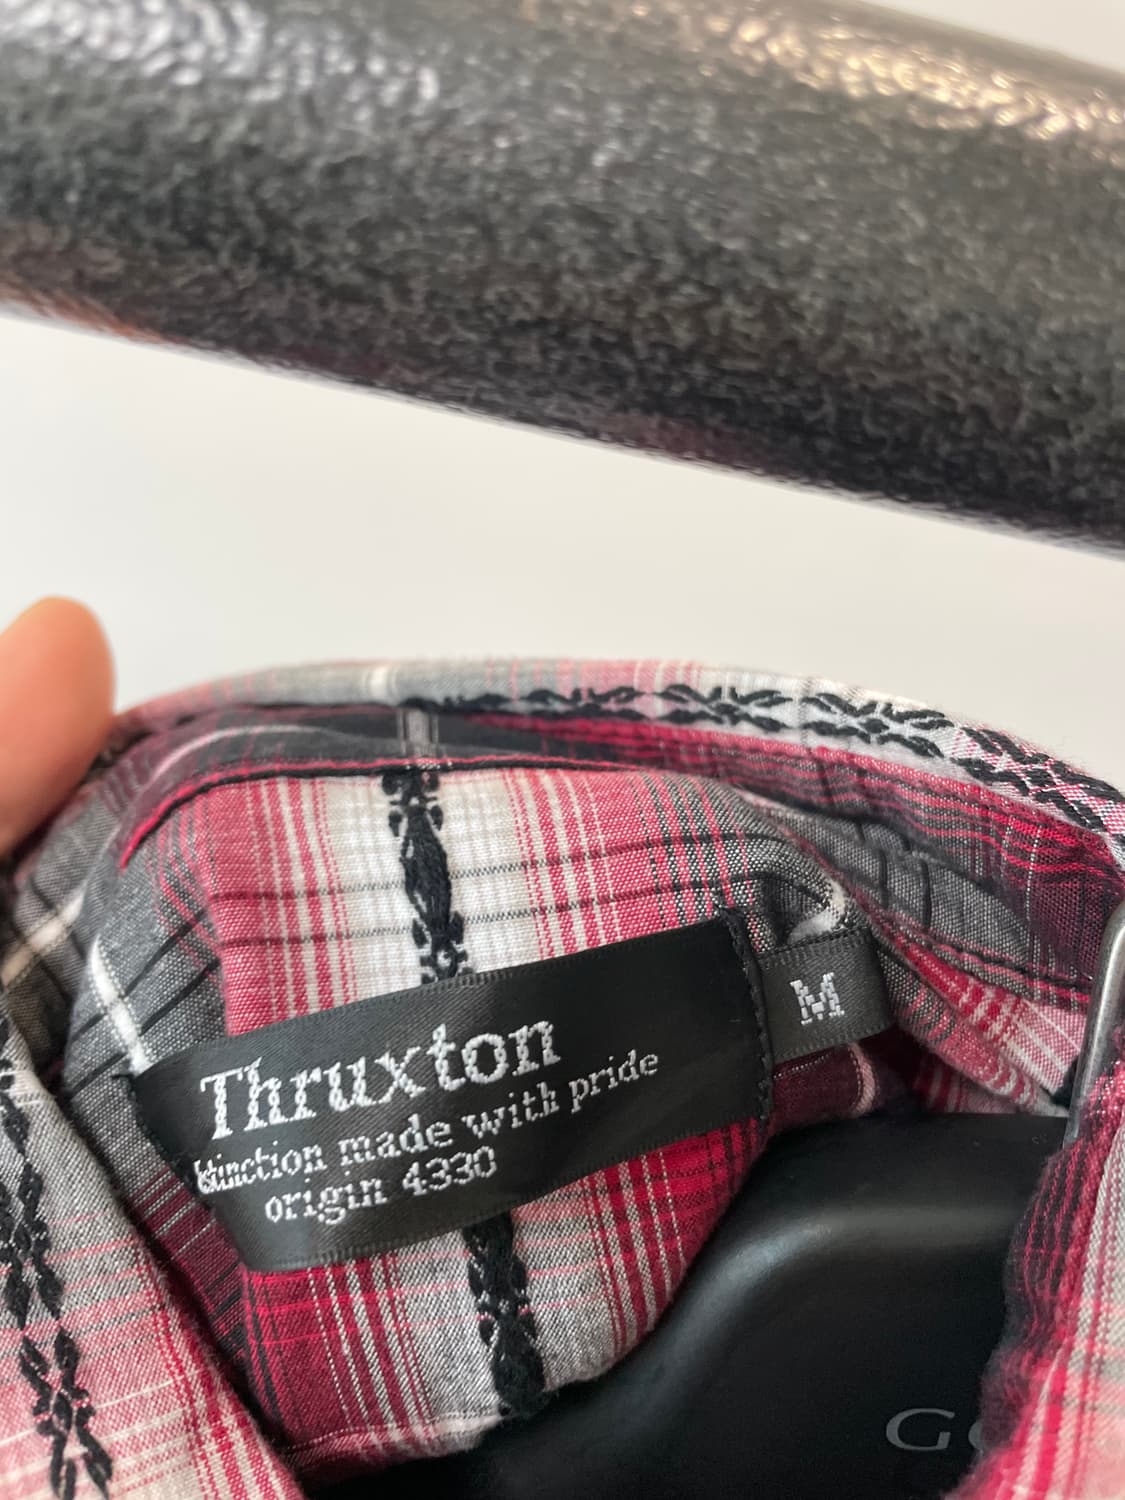 Thruxton
made with pride
origin 4330
M